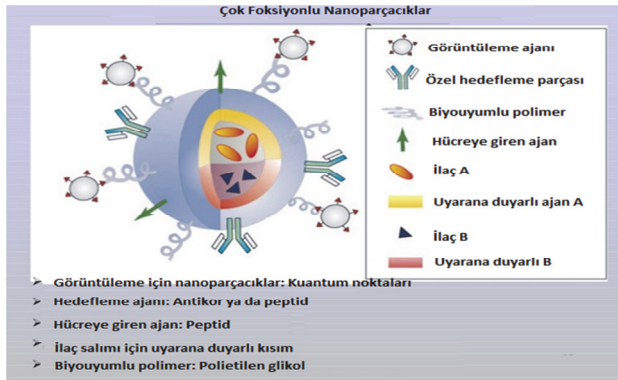 Çok Foksiyonlu Nanoparçacıklar
Görüntüleme ajanı
Özel hedefleme parçası
Biyouyumlu polimer
Hücreye giren ajan
İlaç A
Uyarana duyarlı ajan A
İlaç B
Uyarana duyarlı B
Görüntüleme için nanoparçacıklar: Kuantum noktaları
Hedefleme ajanı: Antikor ya da peptid
Hücreye giren ajan: Peptid
İlaç salımı için uyarana duyarlı kısım
Biyouyumlu polimer: Polietilen glikol